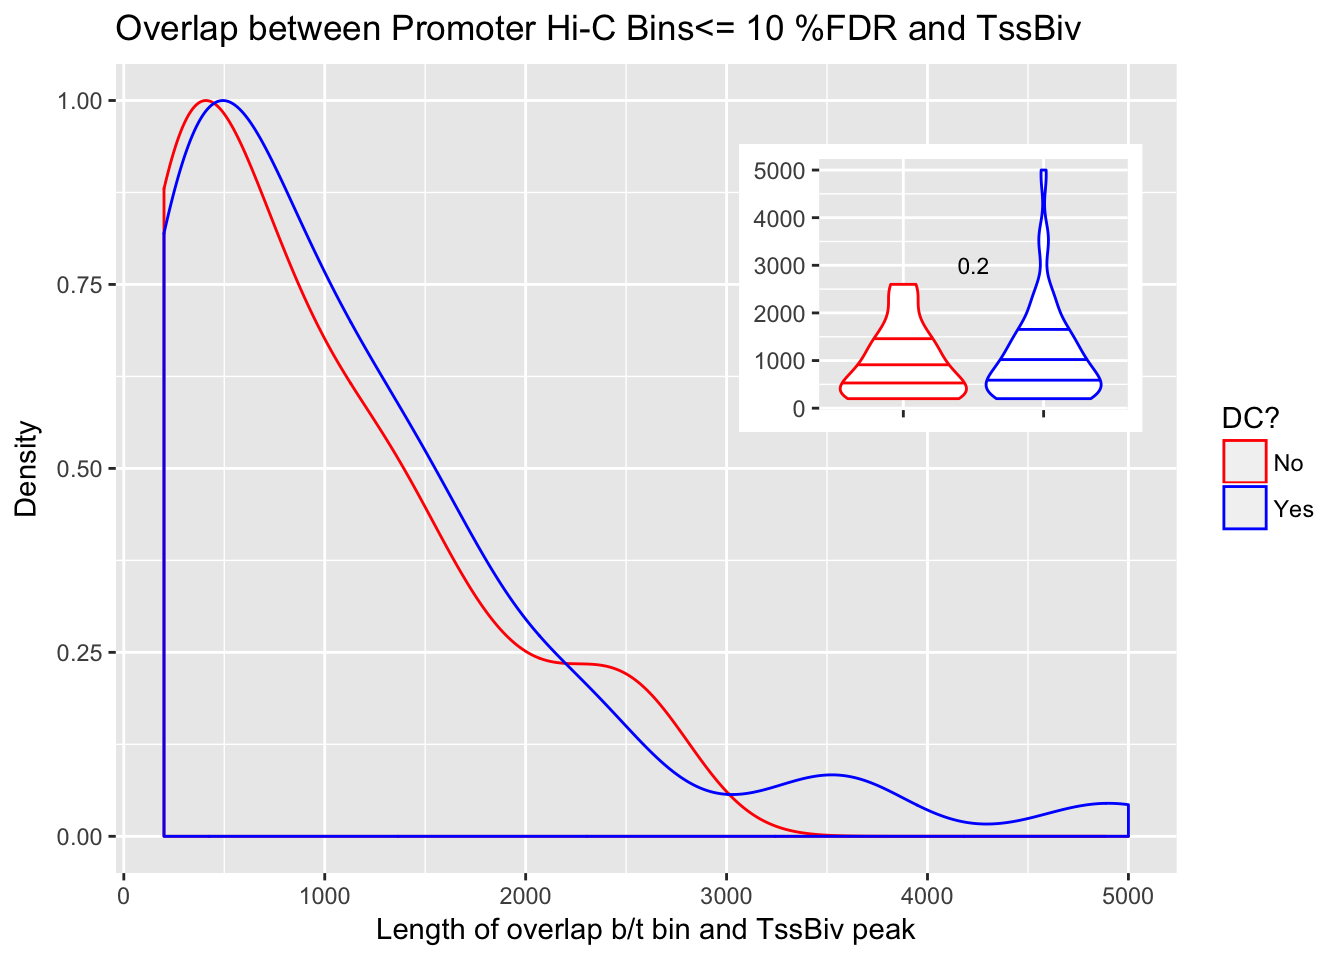 Overlap between Promoter Hi-C Bins<= 10 %FDR and TssBiv
Density
1.00
0.75
0.50
0.25
0.00
5000
4000
3000
2000
1000
0
0.2
DC?
No
Yes
0 1000 2000 3000 4000 5000
Length of overlap b/t bin and TssBiv peak